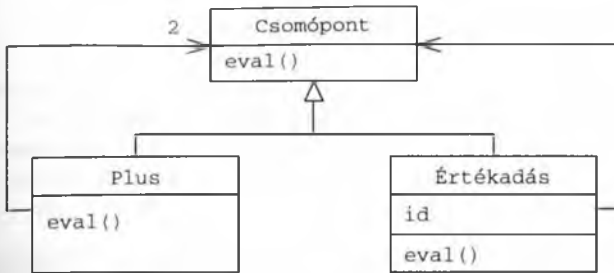 2
Csomópont
eval()
Plus
eval()
Értékadás
id
eval()